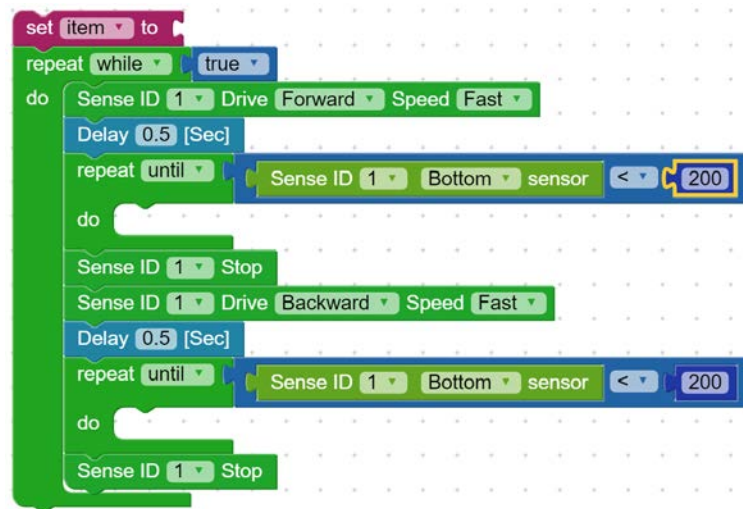 set item to
repeat while true
do Sense ID 1 Drive Forward Speed Fast
Delay 0.5 [Sec]
repeat until Sense ID 1 Bottom sensor < 200
do
Sense ID 1 Stop
Sense ID 1 Drive Backward Speed Fast
Delay 0.5 [Sec]
repeat until Sense ID 1 Bottom sensor < 200
do
Sense ID 1 Stop